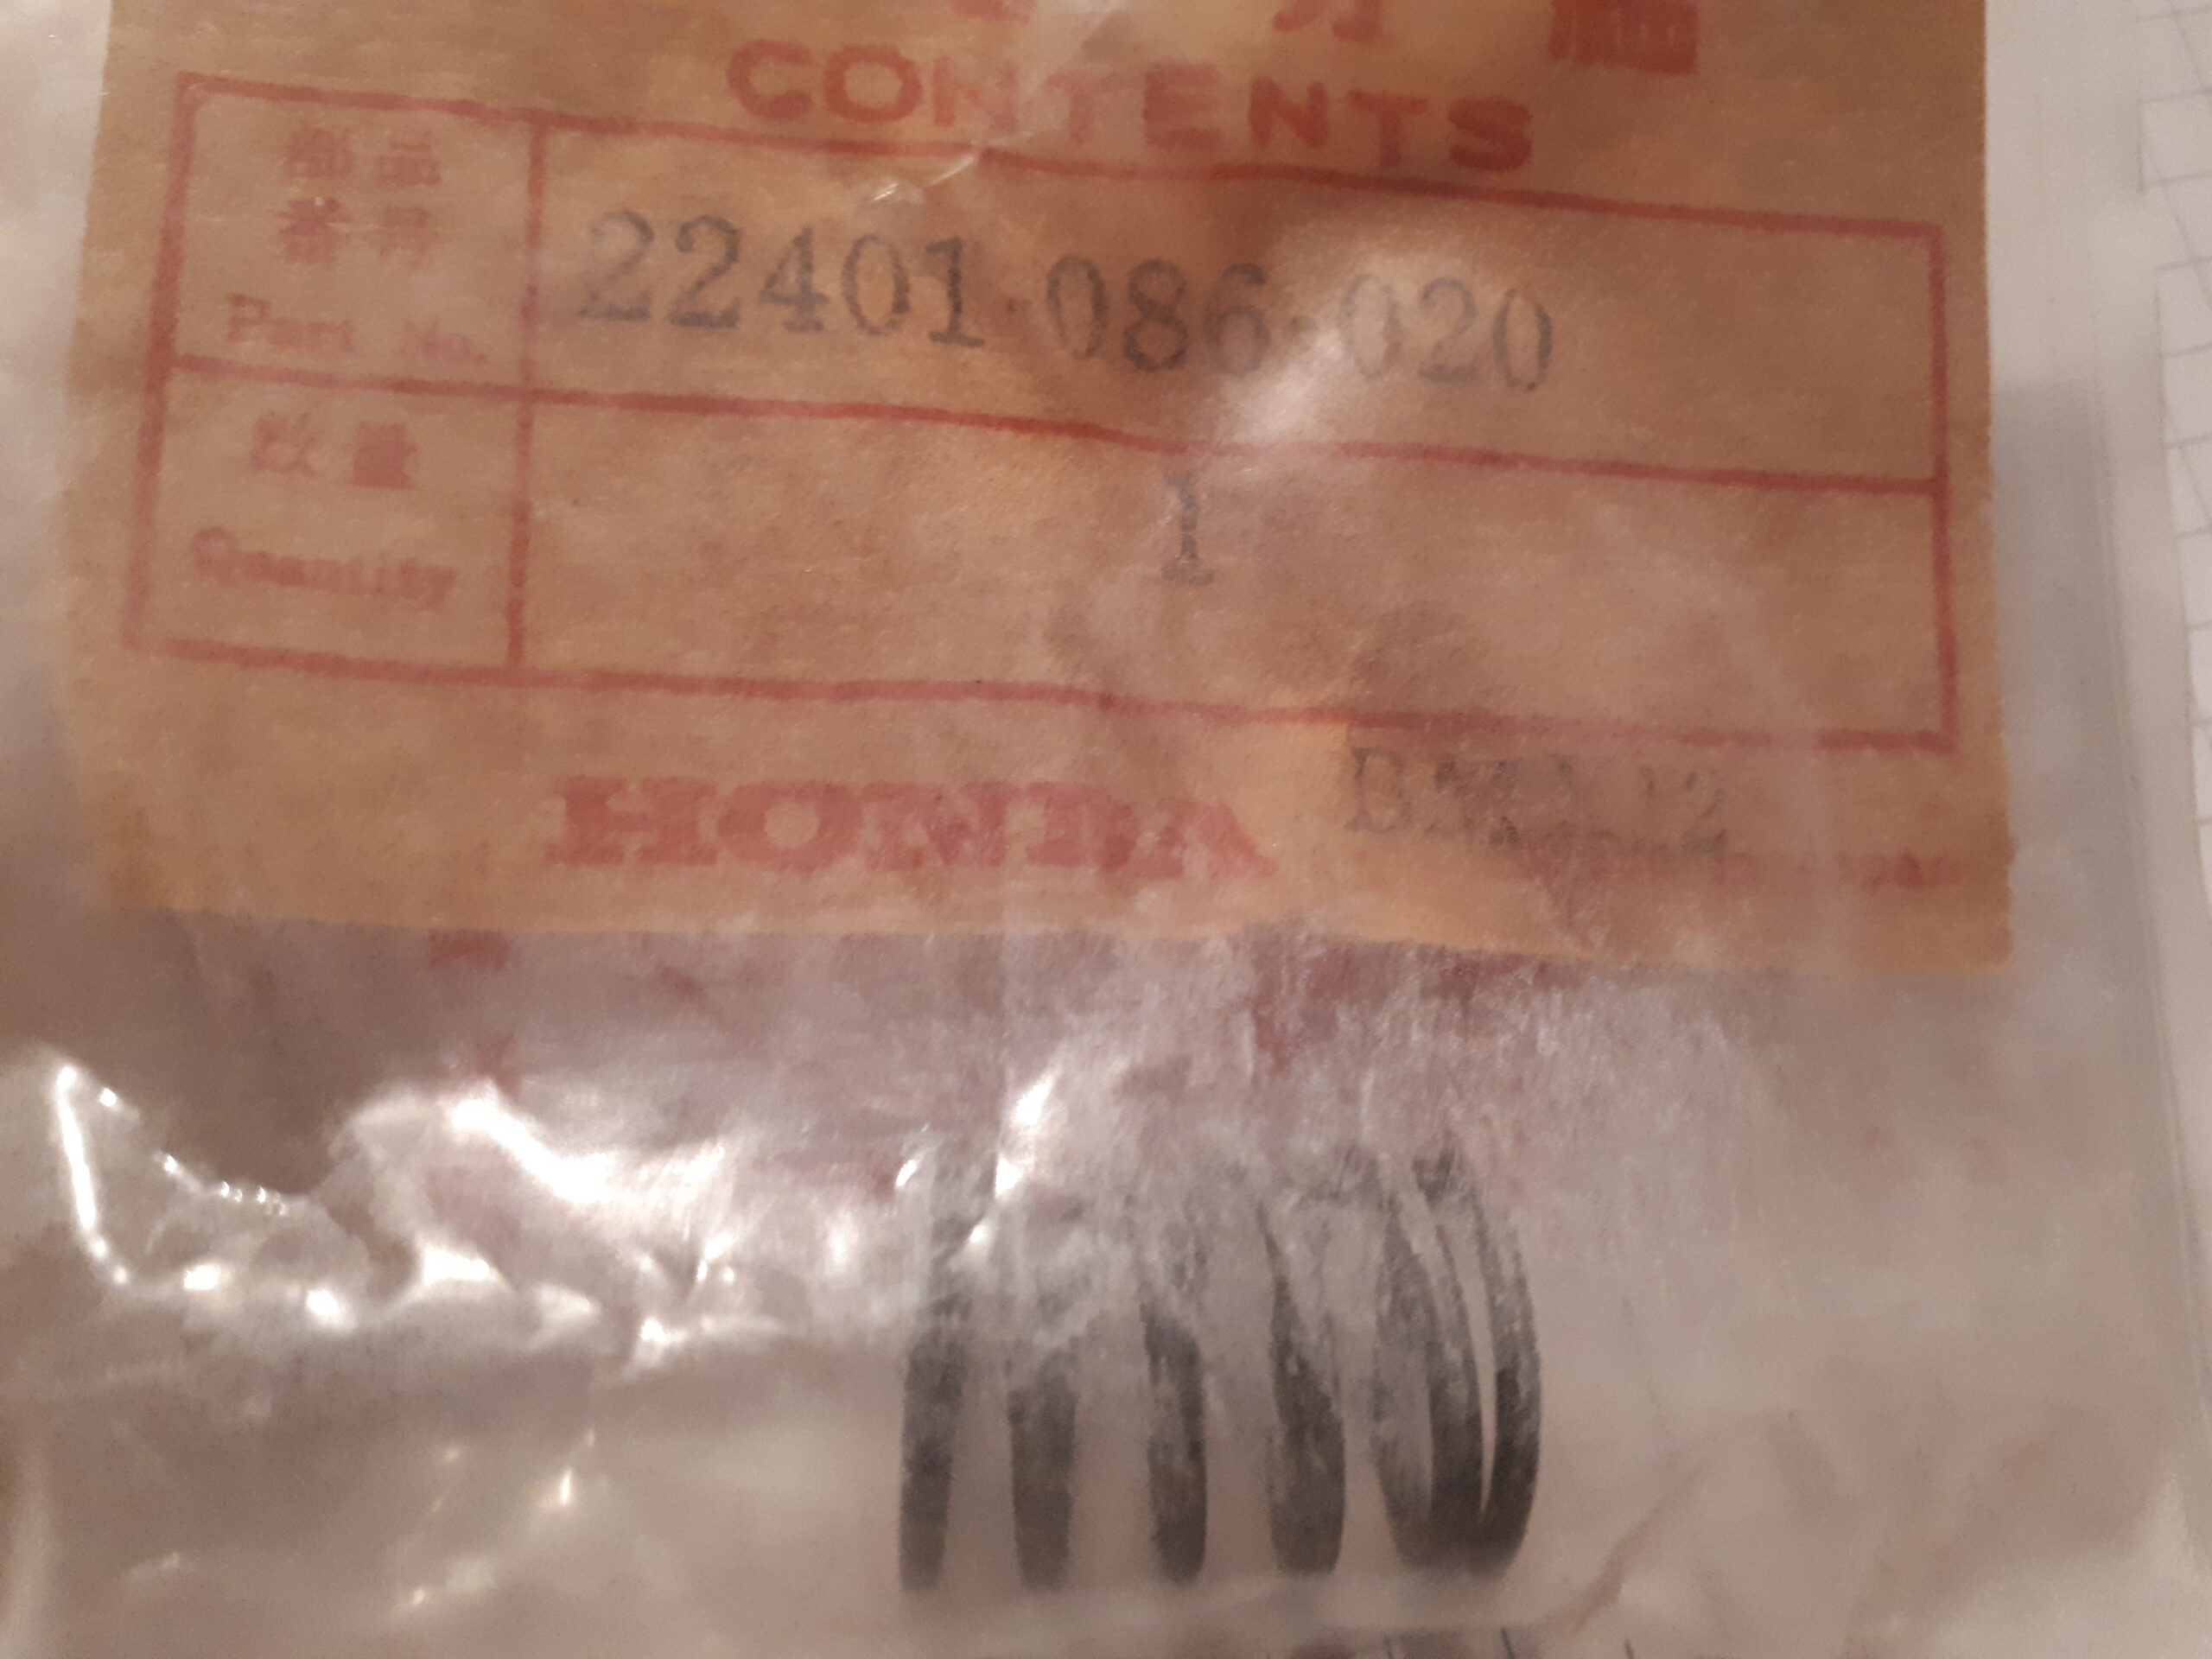 CONTENTS
部品
番号
Part No.
22401-086-020
数量
Quantity
1
HONDA